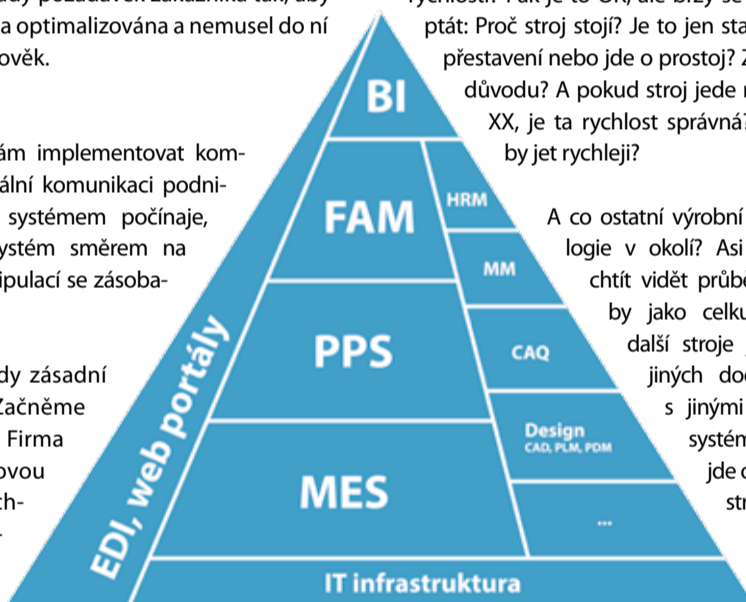 a optimalizována a nemusel do ní
ověk.
ám implementovat kom-
ální komunikaci podni-
systémem počínaje,
ystém směrem na
ipulací se zásoba-
dy zásadní
Začněme
Firma
ovou
ch-
BI
FAM
PPS
MES
HRM
MM
CAQ
Design
CAD, PLM, PDM
...
EDI, web portály
IT infrastruktura
ptát: Proč stroj stojí? Je to jen sta
přestavení nebo jde o prostoj? Z
důvodu? A pokud stroj jede r
XX, je ta rychlost správná?
by jet rychleji?
A co ostatní výrobní
logie v okolí? Asi
chtít vidět průbě
by jako celku
další stroje
jiných do
s jinými
systém
jde o
str